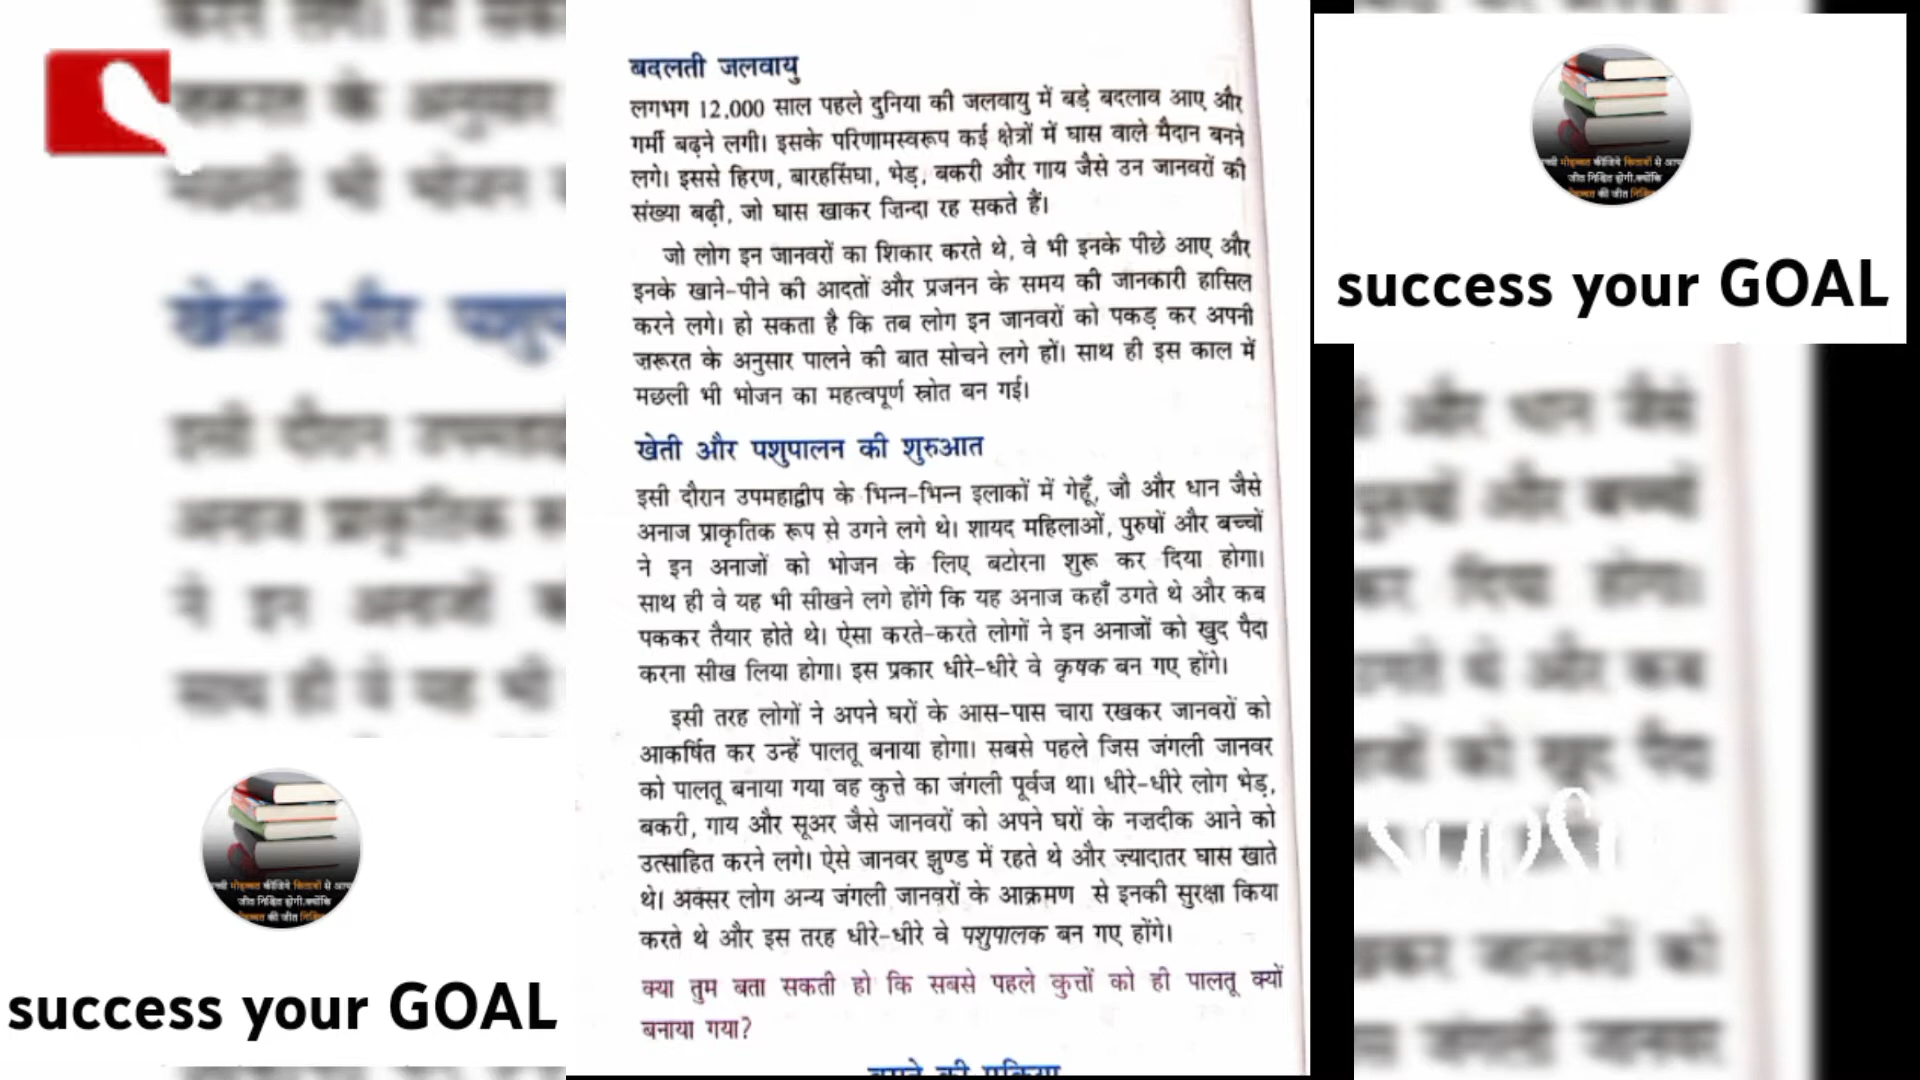 बदलती जलवायु
लगभग 12,000 साल पहले दुनिया की जलवायु में बड़े बदलाव आए और
गर्मी बढ़ने लगी। इसके परिणामस्वरूप कई क्षेत्रों में घास वाले मैदान बनने
लगे। इससे हिरण, बारहसिंघा, भेड़, बकरी और गाय जैसे उन जानवरों की
संख्या बढ़ी, जो घास खाकर ज़िन्दा रह सकते हैं।
जो लोग इन जानवरों का शिकार करते थे, वे भी इनके पीछे आए और
इनके खाने-पीने की आदतों और प्रजनन के समय की जानकारी हासिल
करने लगे। हो सकता है कि तब लोग इन जानवरों को पकड़ कर अपनी
ज़रूरत के अनुसार पालने की बात सोचने लगे हों। साथ ही इस काल में
मछली भी भोजन का महत्वपूर्ण स्रोत बन गई।
खेती और पशुपालन की शुरुआत
इसी दौरान उपमहाद्वीप के भिन्न-भिन्न इलाकों में गेहूँ, जौ और धान जैसे
अनाज प्राकृतिक रूप से उगने लगे थे। शायद महिलाओं, पुरुषों और बच्चों
ने इन अनाजों को भोजन के लिए बटोरना शुरू कर दिया होगा।
साथ ही वे यह भी सीखने लगे होंगे कि यह अनाज कहाँ उगते थे और कब
पककर तैयार होते थे। ऐसा करते-करते लोगों ने इन अनाजों को खुद पैदा
करना सीख लिया होगा। इस प्रकार धीरे-धीरे वे कृषक बन गए होंगे।
इसी तरह लोगों ने अपने घरों के आस-पास चारा रखकर जानवरों को
आकर्षित कर उन्हें पालतू बनाया होगा। सबसे पहले जिस जंगली जानवर
को पालतू बनाया गया वह कुत्ते का जंगली पूर्वज था। धीरे-धीरे लोग भेड़,
बकरी, गाय और सूअर जैसे जानवरों को अपने घरों के नज़दीक आने को
उत्साहित करने लगे। ऐसे जानवर झुण्ड में रहते थे और ज़्यादातर घास खाते
थे। अक्सर लोग अन्य जंगली जानवरों के आक्रमण से इनकी सुरक्षा किया
करते थे और इस तरह धीरे-धीरे वे पशुपालक बन गए होंगे।
क्या तुम बता सकती हो कि सबसे पहले कुत्तों को ही पालतू क्यों
बनाया गया?
success your GOAL
success your GOAL